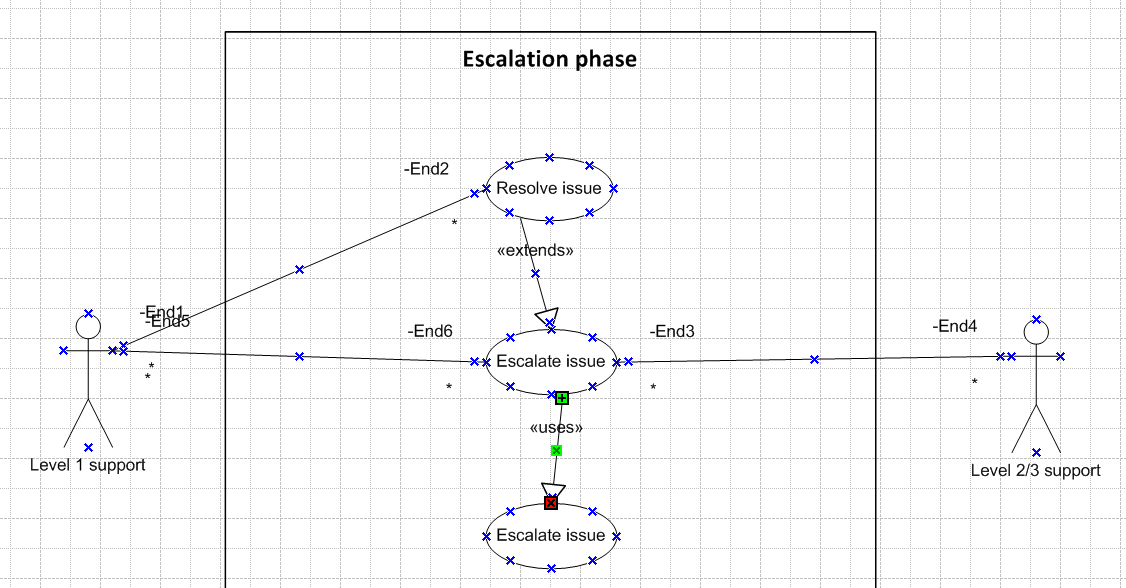 Escalation phase
-End2
Resolve issue
*
«extends»
-End1
-End5
-End6
-End3
-End4
Escalate issue
*
*
*
*
*
«uses»
Level 1 support
Level 2/3 support
Escalate issue